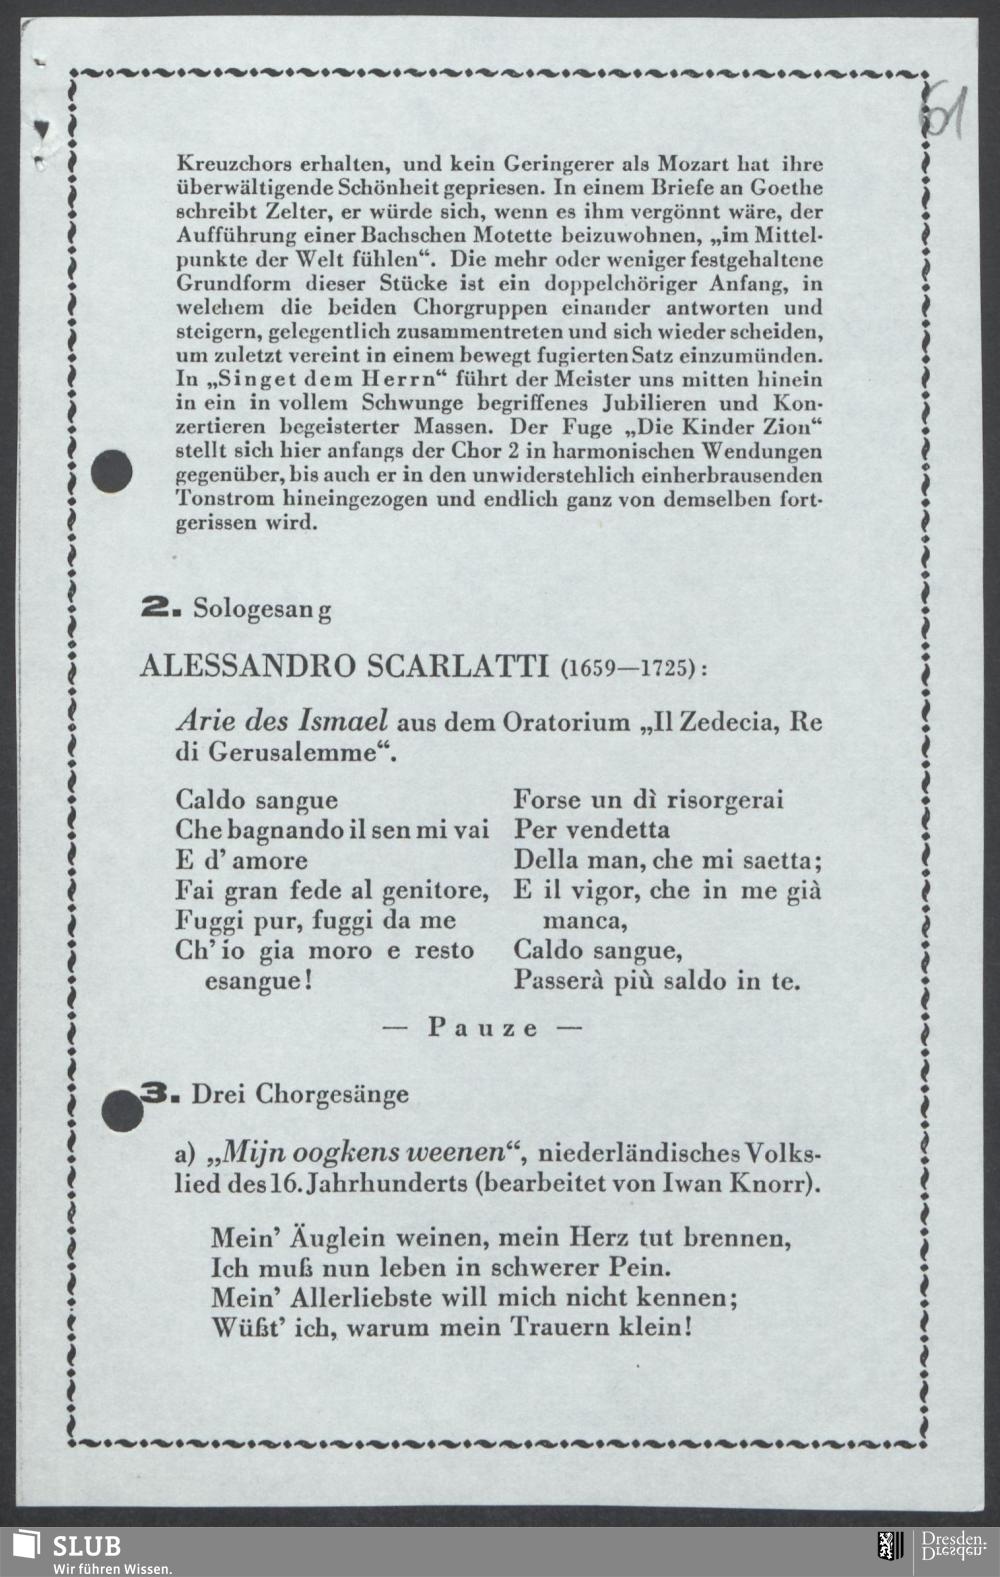 61
Kreuzchors erhalten, und kein Geringerer als Mozart hat ihre
überwältigende Schönheit gepriesen. In einem Briefe an Goethe
schreibt Zelter, er würde sich, wenn es ihm vergönnt wäre, der
Aufführung einer Bachschen Motette beizuwohnen, „im Mittel-
punkte der Welt fühlen“. Die mehr oder weniger festgehaltene
Grundform dieser Stücke ist ein doppelchöriger Anfang, in
welchem die beiden Chorgruppen einander antworten und
steigern, gelegentlich zusammentreten und sich wieder scheiden,
um zuletzt vereint in einem bewegt fugierten Satz einzumünden.
In „Singet dem Herrn“ führt der Meister uns mitten hinein
in ein in vollem Schwunge begriffenes Jubilieren und Kon-
zertieren begeisterter Massen. Der Fuge „Die Kinder Zion“
stellt sich hier anfangs der Chor 2 in harmonischen Wendungen
gegenüber, bis auch er in den unwiderstehlich einherbrausenden
Tonstrom hineingezogen und endlich ganz von demselben fort-
gerissen wird.
2. Sologesang
ALESSANDRO SCARLATTI (1659—1725):
Arie des Ismael aus dem Oratorium „Il Zedecia, Re
di Gerusalemme“.
Caldo sangue
Che bagnando il sen mi vai
E d’ amore
Fai gran fede al genitore,
Fuggi pur, fuggi da me
Ch’ io gia moro e resto
esangue!
Forse un dì risorgerai
Per vendetta
Della man, che mi saetta;
E il vigor, che in me già
manca,
Caldo sangue,
Passerà più saldo in te.
— Pauze —
3. Drei Chorgesänge
a) „Mijn oogkens weenen“, niederländisches Volks-
lied des 16. Jahrhunderts (bearbeitet von Iwan Knorr).
Mein’ Äuglein weinen, mein Herz tut brennen,
Ich muß nun leben in schwerer Pein.
Mein’ Allerliebste will mich nicht kennen;
Wüßt’ ich, warum mein Trauern klein!
SLUB
Wir führen Wissen.
Dresden.
Dresden.